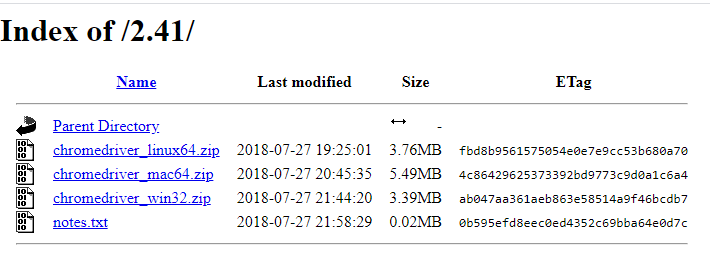 Index of /2.41/
Name Last modified Size ETag
Parent Directory -
chromedriver_linux64.zip 2018-07-27 19:25:01 3.76MB fbd8b9561575054e0e7e9cc53b680a70
chromedriver_mac64.zip 2018-07-27 20:45:35 5.49MB 4c86429625373392bd9773c9d0a1c6a4
chromedriver_win32.zip 2018-07-27 21:44:20 3.39MB ab047aa361aeb863e58514a9f46bcdb7
notes.txt 2018-07-27 21:58:29 0.02MB 0b595efd8eec0ed4352c69bba64e0d7c